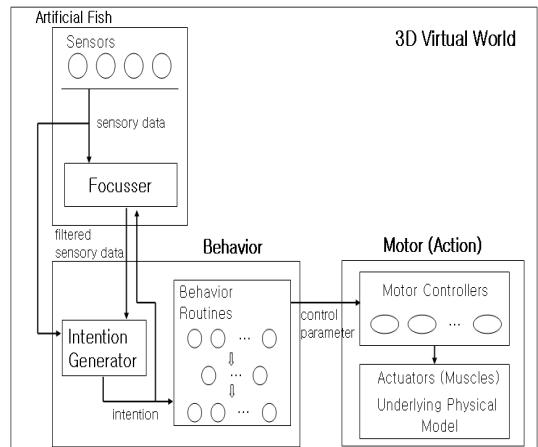 Artificial Fish
3D Virtual World
Sensors
sensory data
Focusser
filtered
sensory data
Behavior
Motor (Action)
Behavior
Routines
...
...
...
Intention
Generator
intention
control
parameter
Motor Controllers
...
Actuators (Muscles)
Underlying Physical
Model